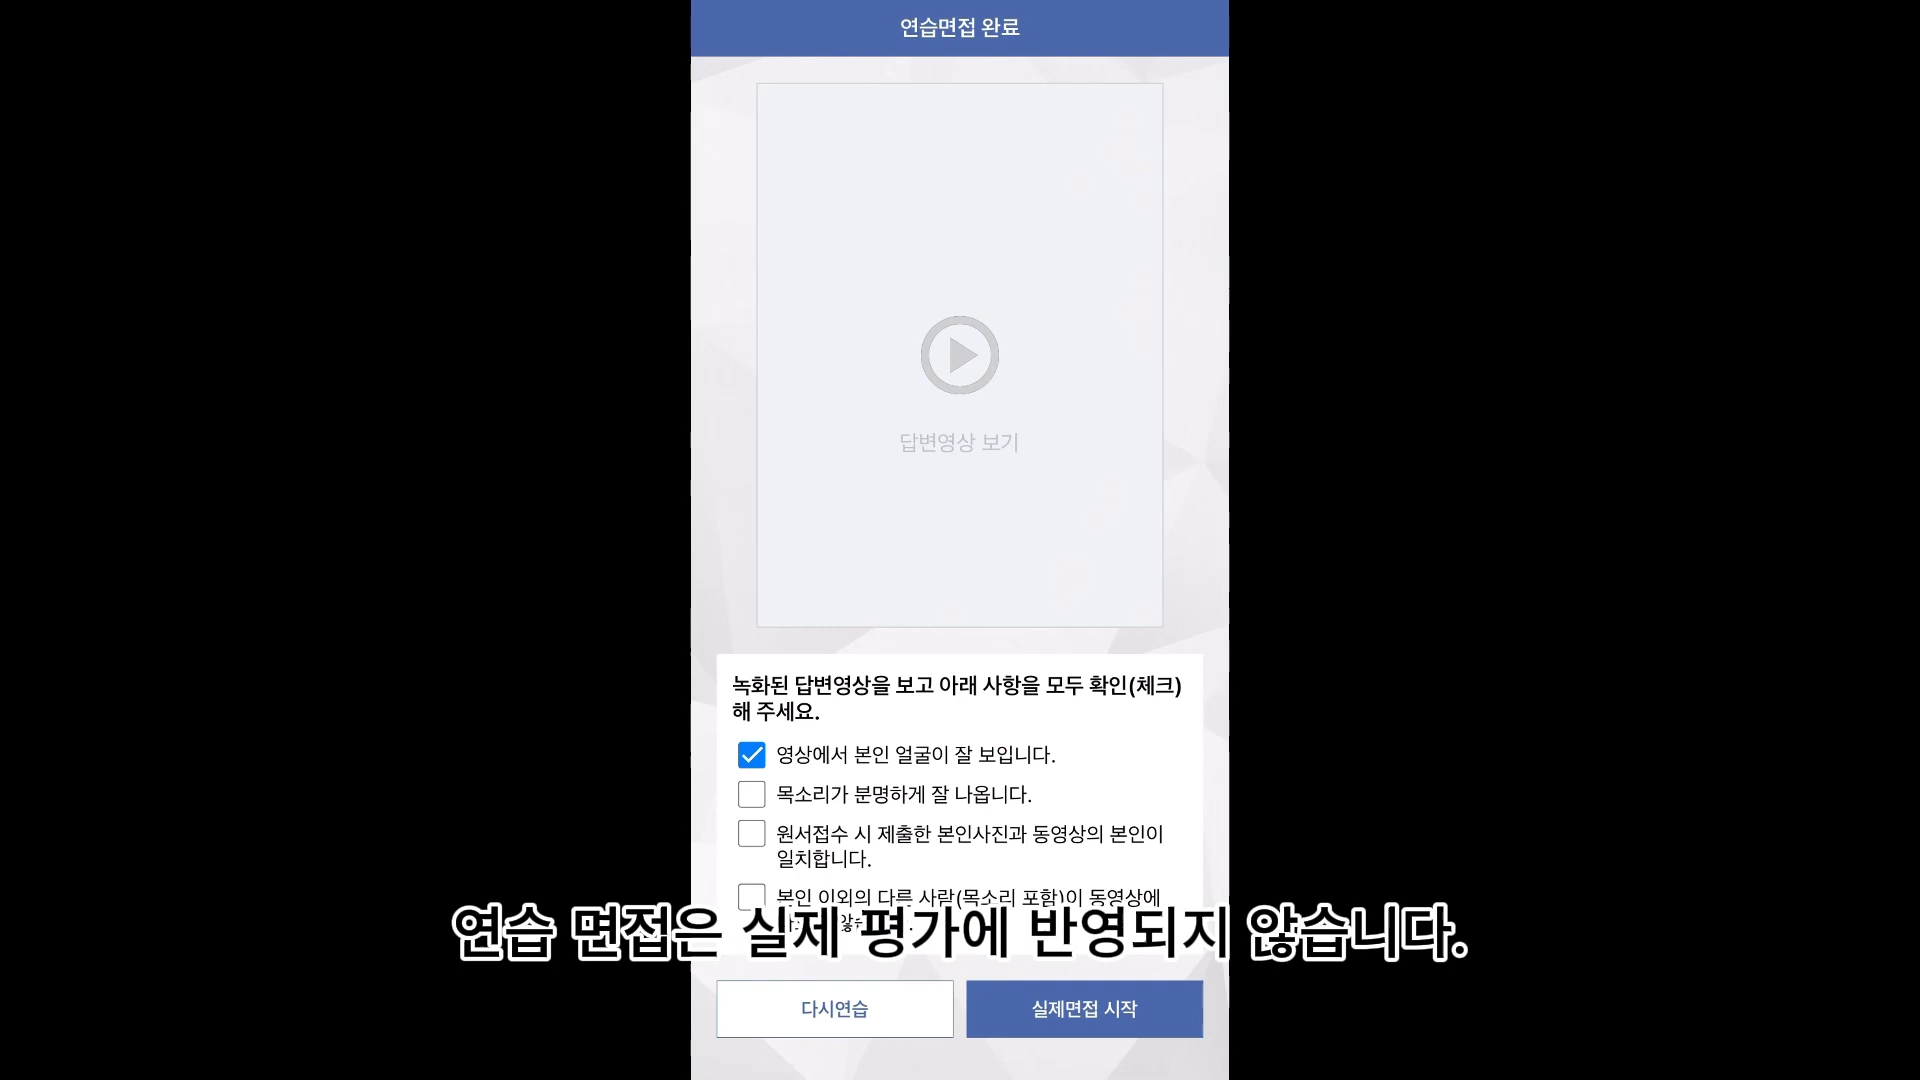 연습면접 완료
답변영상 보기
녹화된 답변영상을 보고 아래 사항을 모두 확인(체크)
해 주세요.
영상에서 본인 얼굴이 잘 보입니다.
목소리가 분명하게 잘 나옵니다.
원서접수 시 제출한 본인사진과 동영상의 본인이
일치합니다.
본인 이외의 다른 사람(목소리 포함)이 동영상에
연습 면접은 실제 평가에 반영되지 않습니다.
다시연습
실제면접 시작